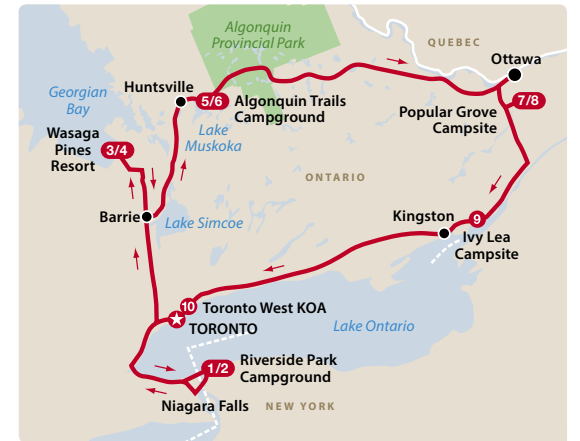 Algonquin
Provincial Park
QUEBEC
Ottawa
Georgian
Bay
Huntsville
5/6
Algonquin Trails
Campground
7/8
Popular Grove
Campsite
Wasaga
Pines
Resort
3/4
Lake
Muskoka
ONTARIO
Barrie
Lake Simcoe
Kingston
9
Ivy Lea
Campsite
10
Toronto West KOA
TORONTO
Lake Ontario
1/2
Riverside Park
Campground
Niagara Falls
NEW YORK